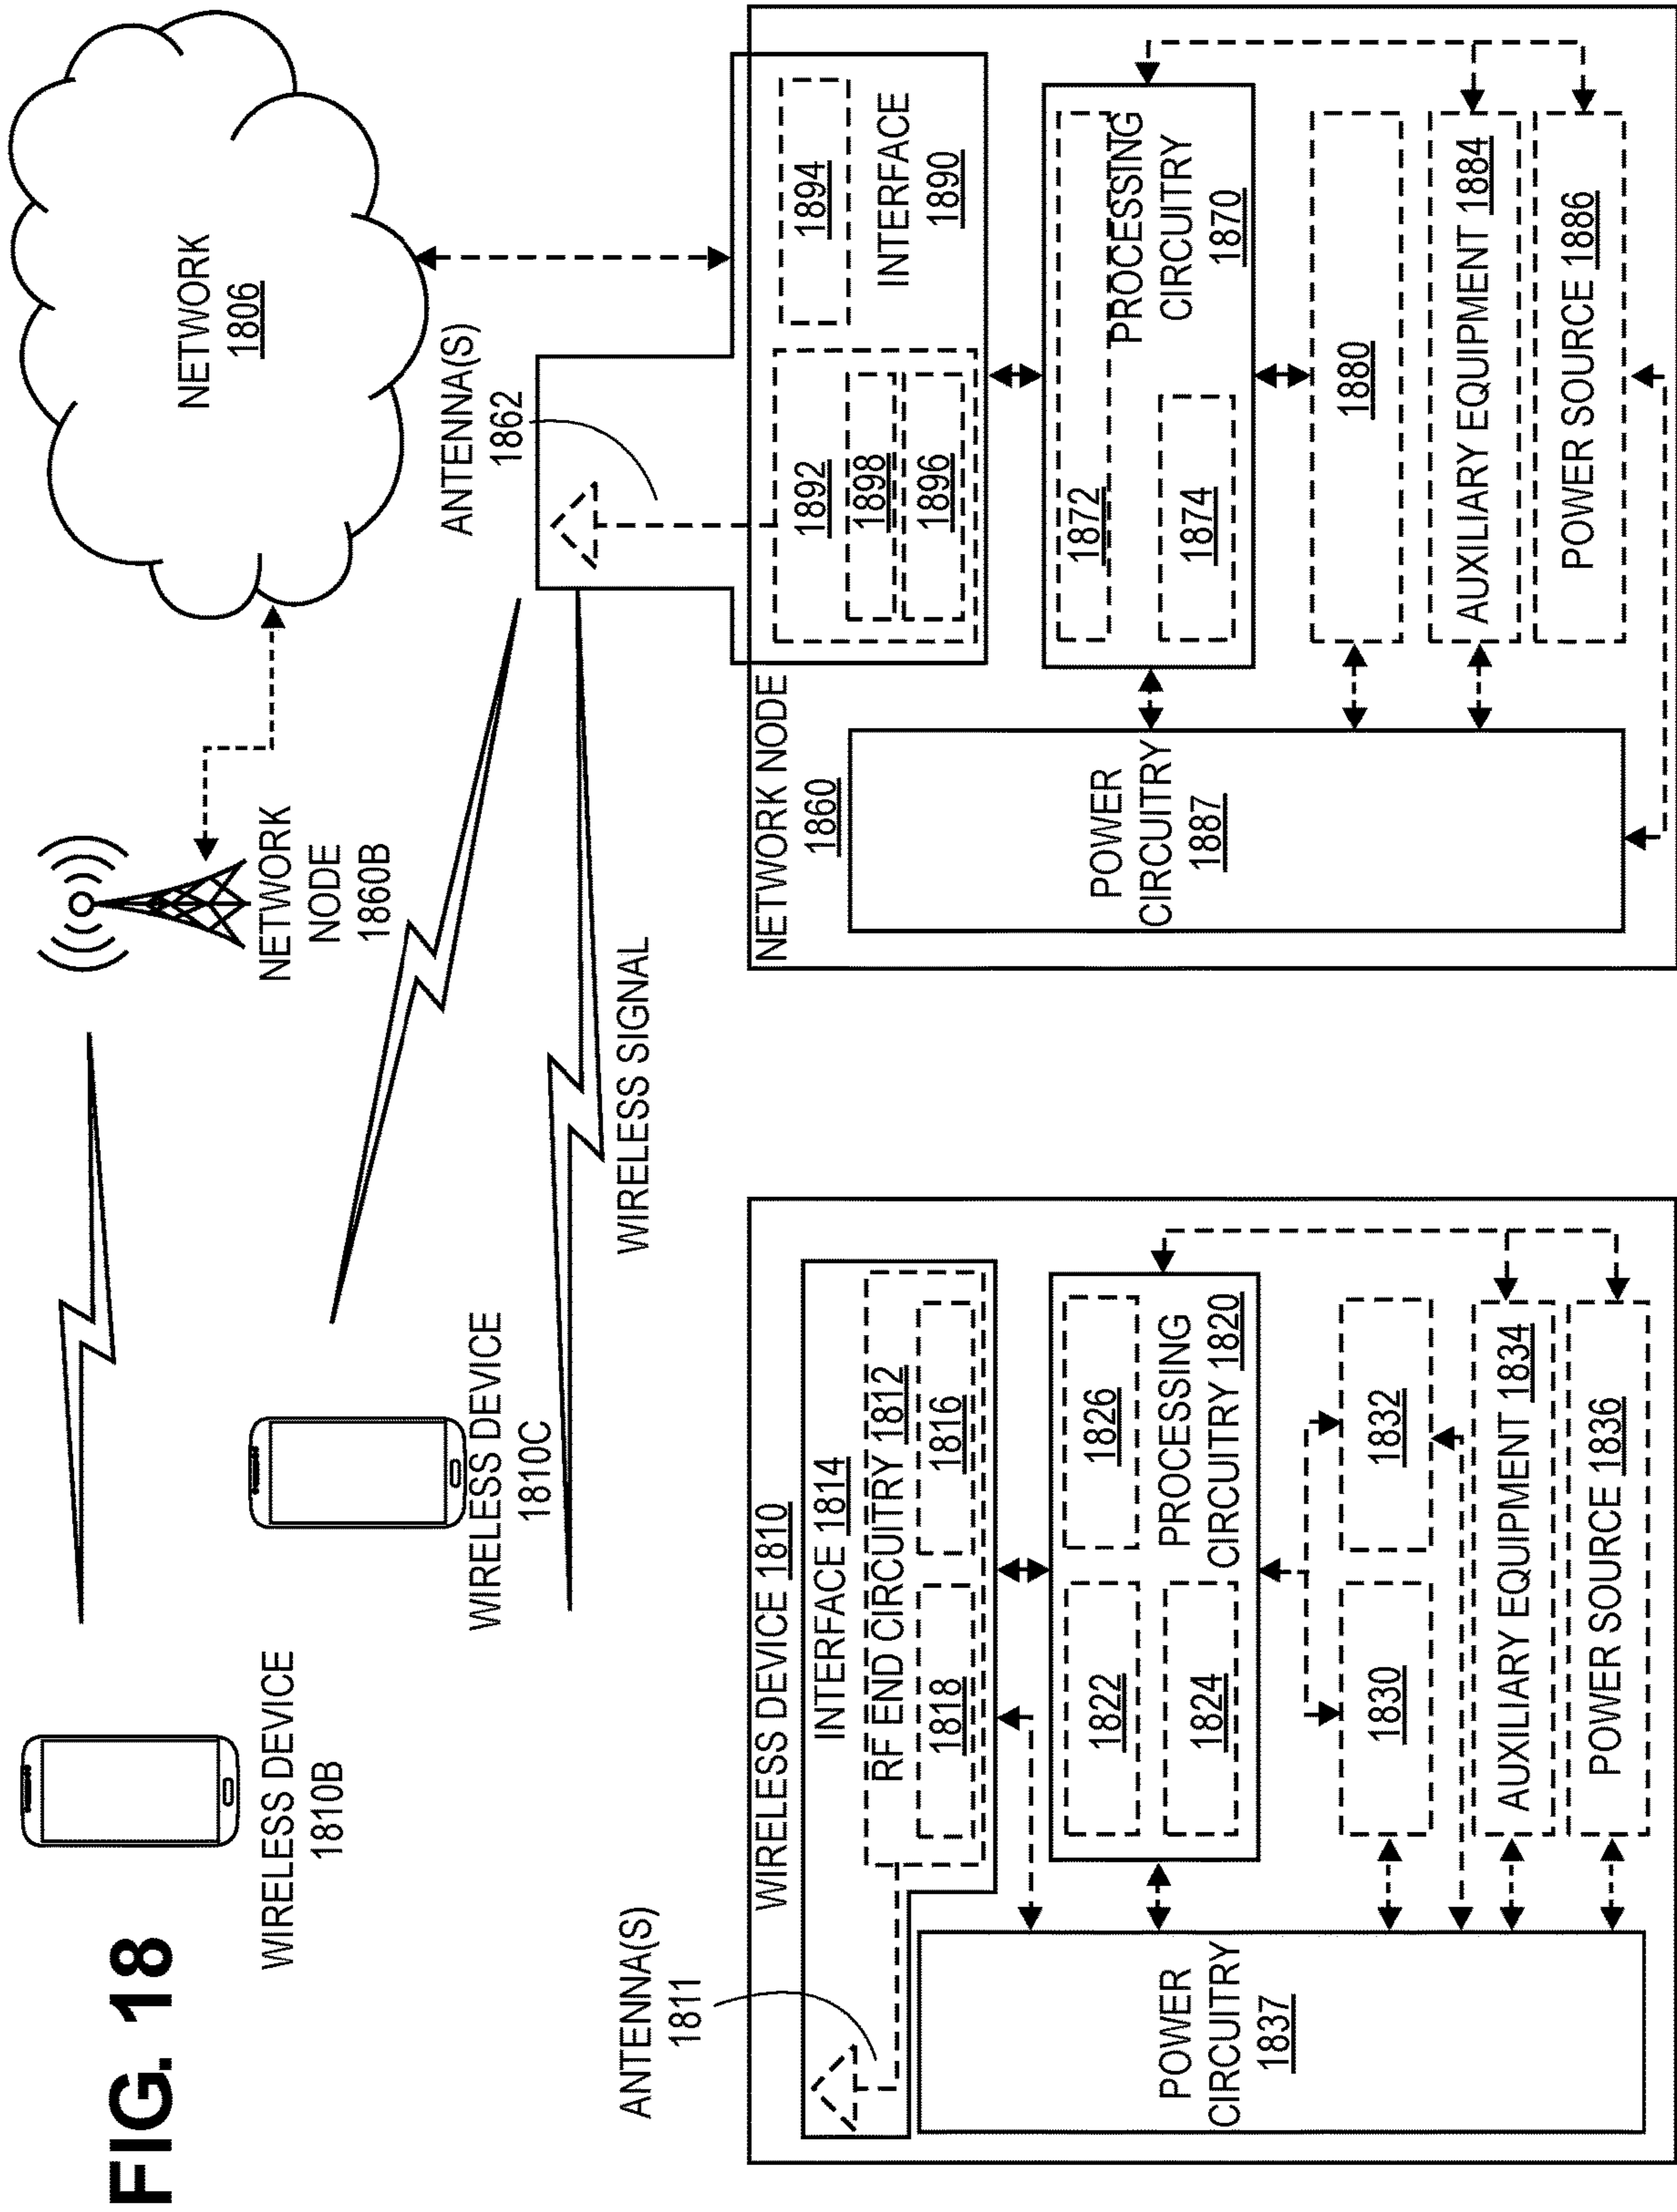 FIG. 18
WIRELESS DEVICE
1810B
WIRELESS DEVICE
1810C
NETWORK
NODE
1860B
NETWORK
1806
ANTENNA(S)
1811
WIRELESS SIGNAL
ANTENNA(S)
1862
WIRELESS DEVICE 1810
INTERFACE 1814
RF END CIRCUITRY 1812
1818
1816
1822
1826
1824
PROCESSING
CIRCUITRY 1820
1830
1832
AUXILIARY EQUIPMENT 1834
POWER SOURCE 1836
POWER
CIRCUITRY
1837
NETWORK NODE
1860
1892
1898
1896
1894
INTERFACE
1890
1872
1874
PROCESSING
CIRCUITRY
1870
1880
AUXILIARY EQUIPMENT 1884
POWER SOURCE 1886
POWER
CIRCUITRY
1887